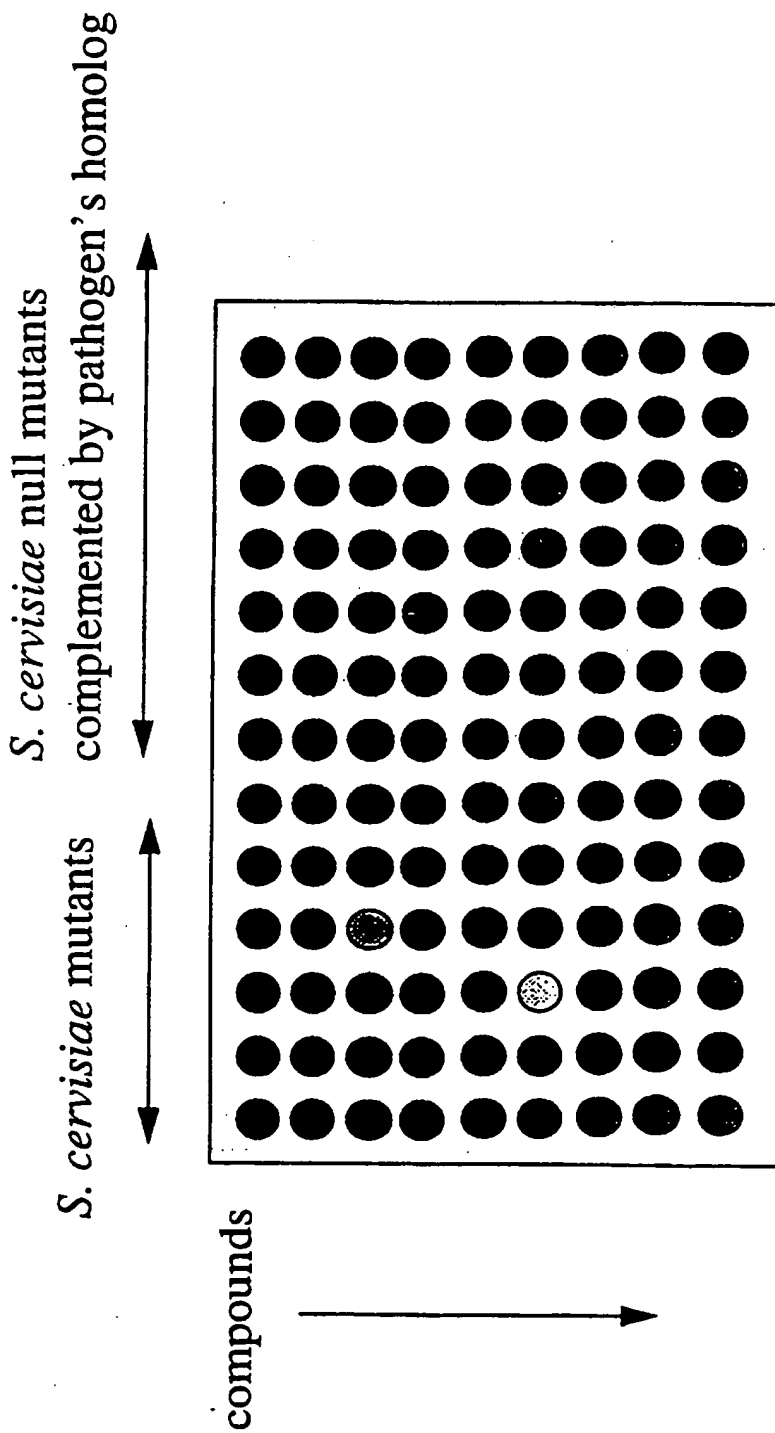 S. cervisiae mutants
S. cervisiae null mutants
complemented by pathogen's homolog
compounds